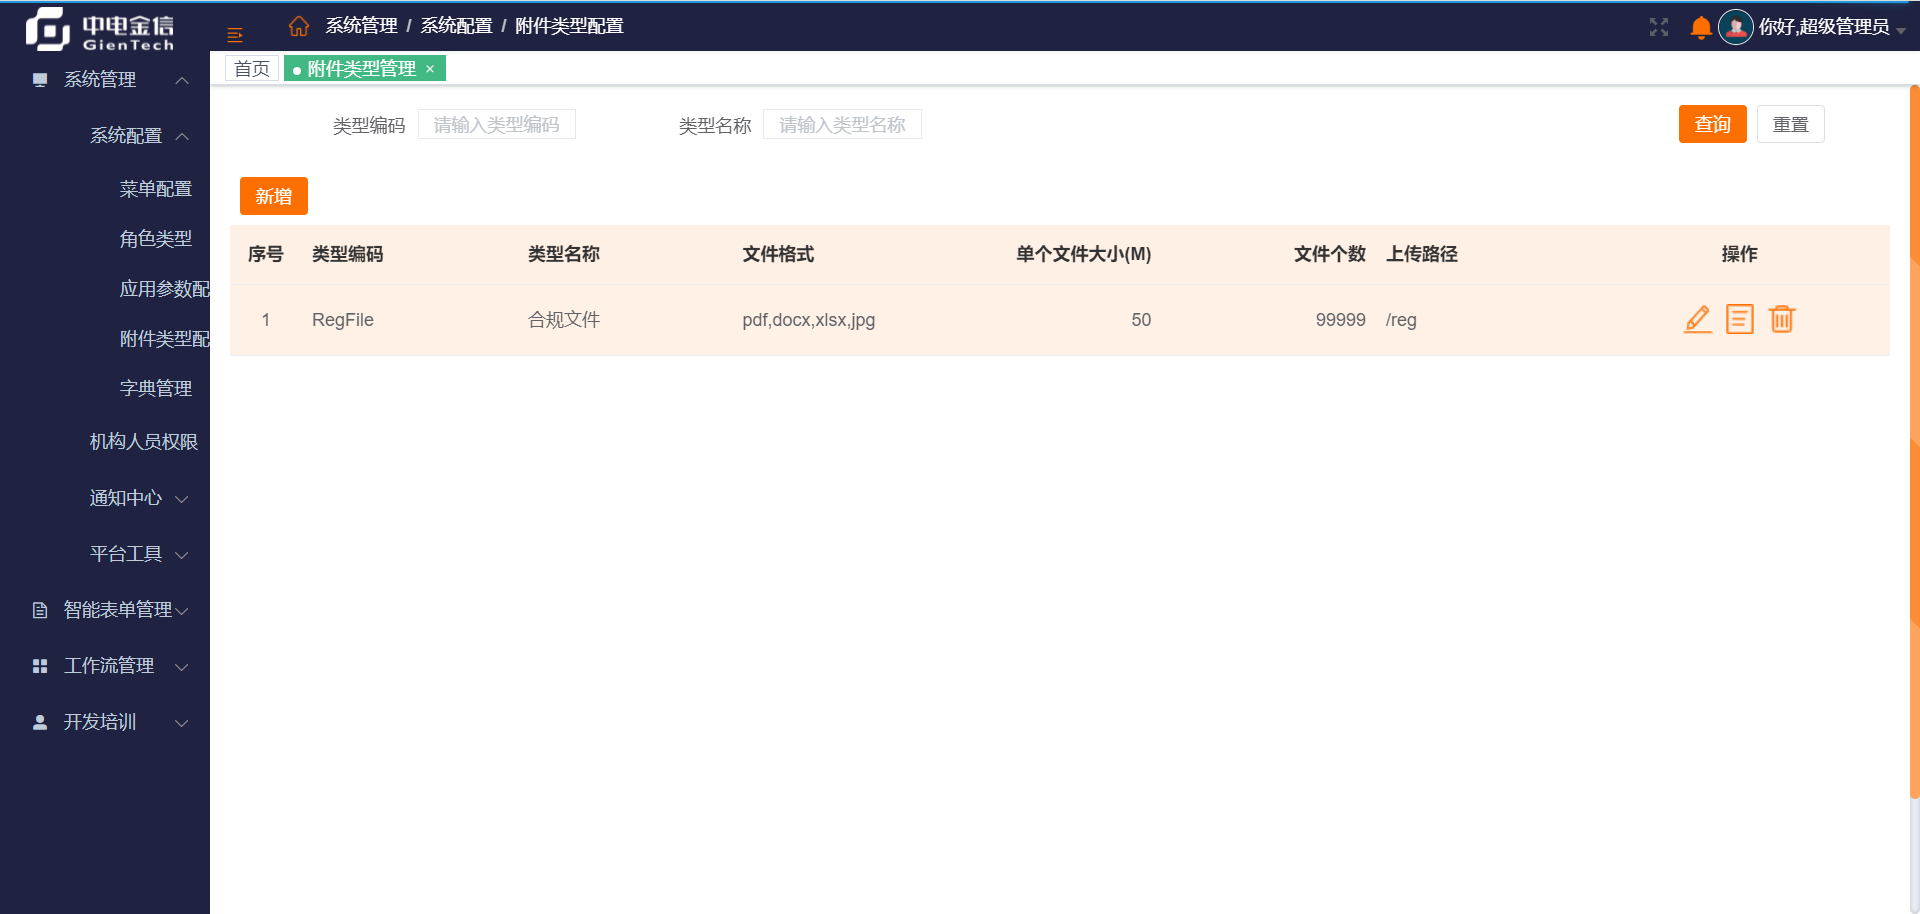 中电金信
GienTech
系统管理 / 系统配置 / 附件类型配置
你好,超级管理员
首页
附件类型管理 ×
系统管理
系统配置
菜单配置
角色类型
应用参数配
附件类型配
字典管理
机构人员权限
通知中心
平台工具
智能表单管理
工作流管理
开发培训
类型编码 请输入类型编码 类型名称 请输入类型名称 查询 重置
新增
序号 类型编码 类型名称 文件格式 单个文件大小(M) 文件个数 上传路径 操作
1 RegFile 合规文件 pdf,docx,xlsx,jpg 50 99999 /reg